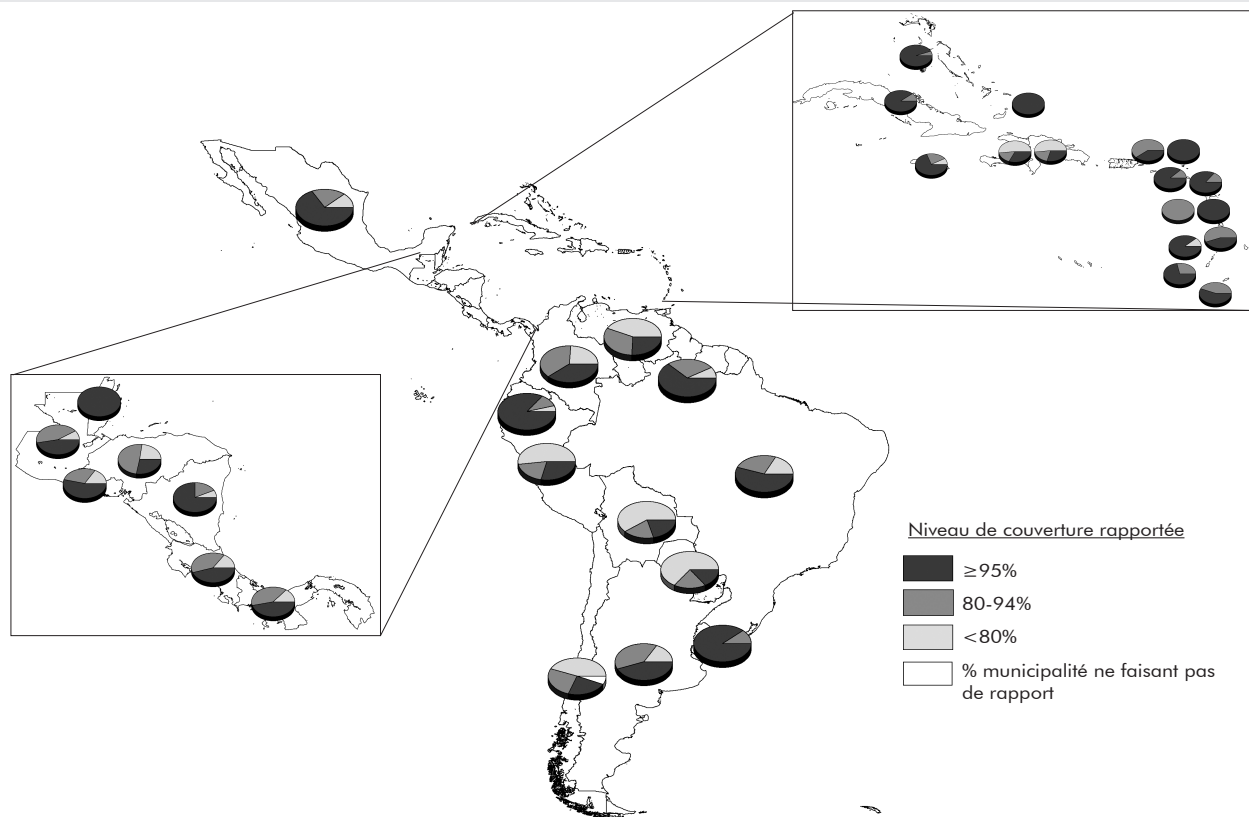 Niveau de couverture rapportée
≥95%
80-94%
<80%
% municipalité ne faisant pas
de rapport